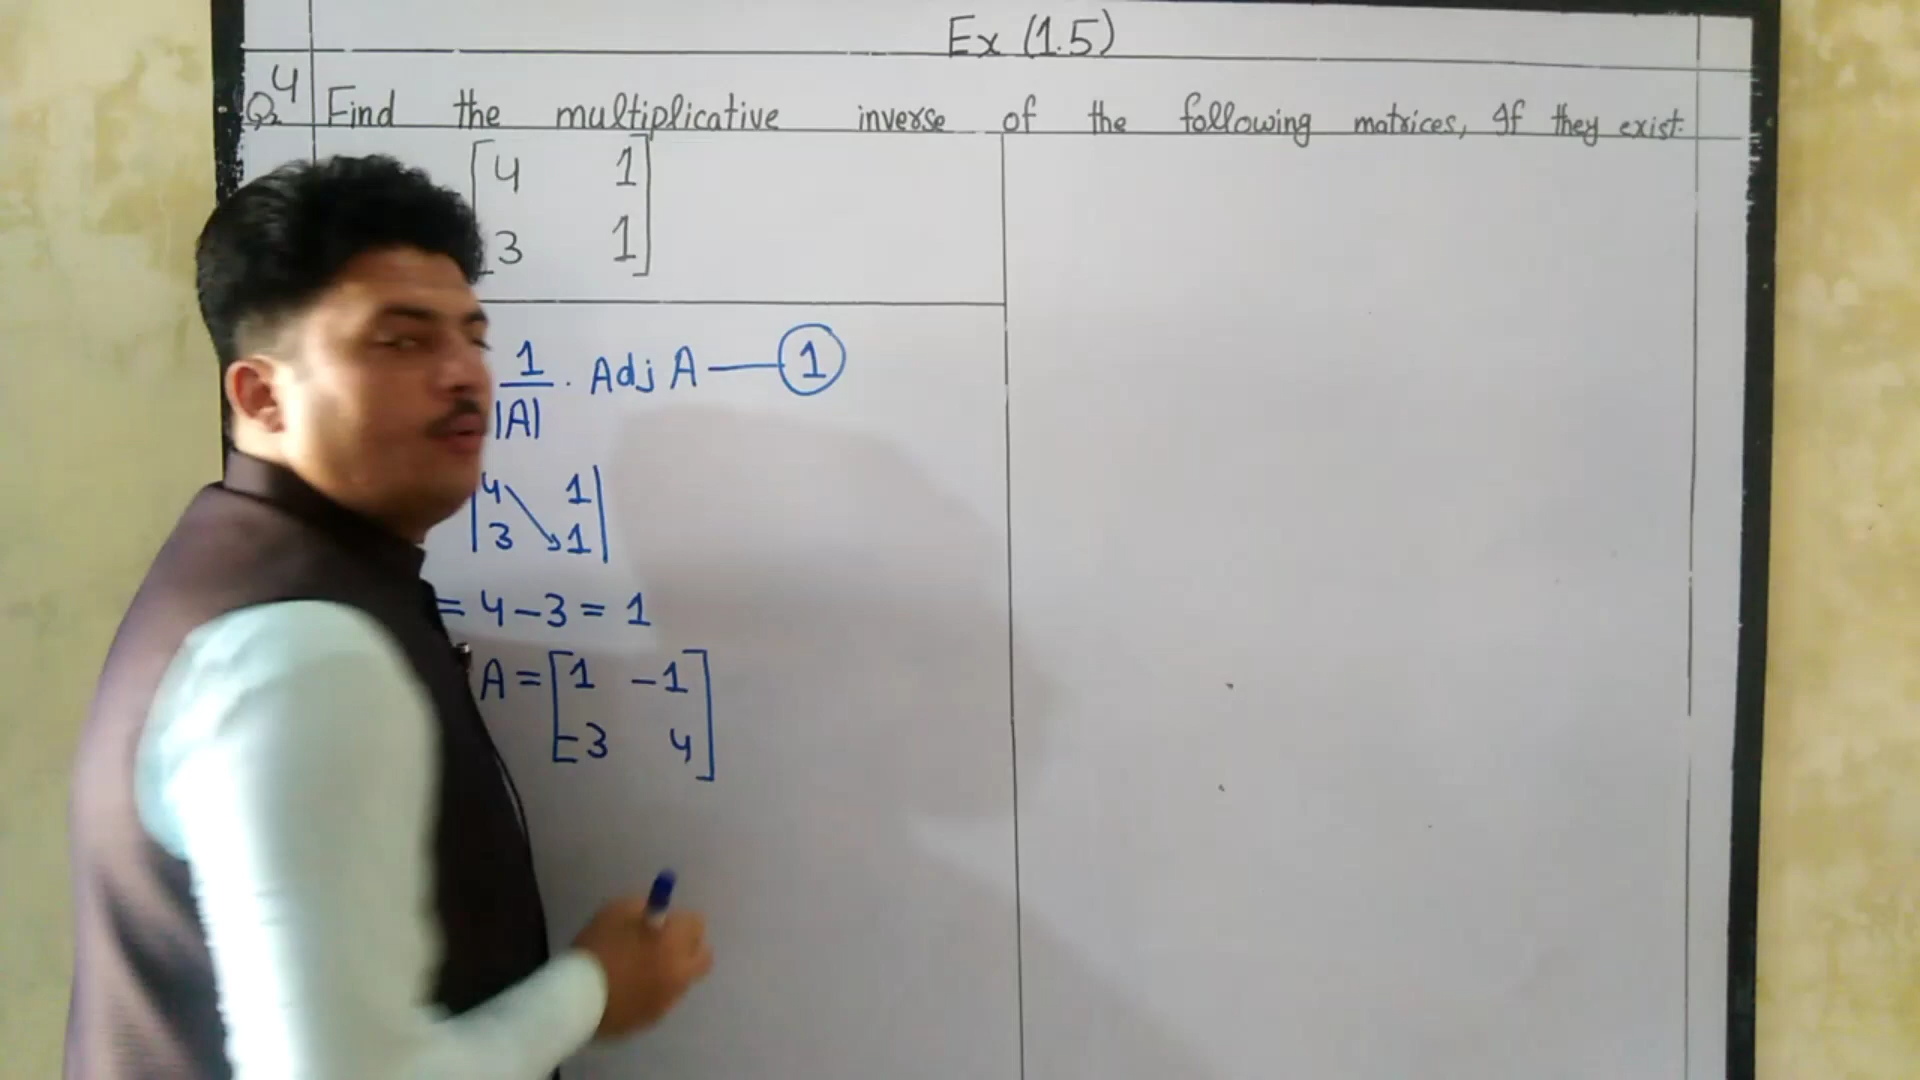 Ex (1.5)
Q 4 Find the multiplicative inverse of the following matrices, If they exist.
[4 1]
[3 1]
1/|A| . Adj A — ①
|4 1|
|3 1|
= 4 - 3 = 1
A = [1 -1]
[-3 4]